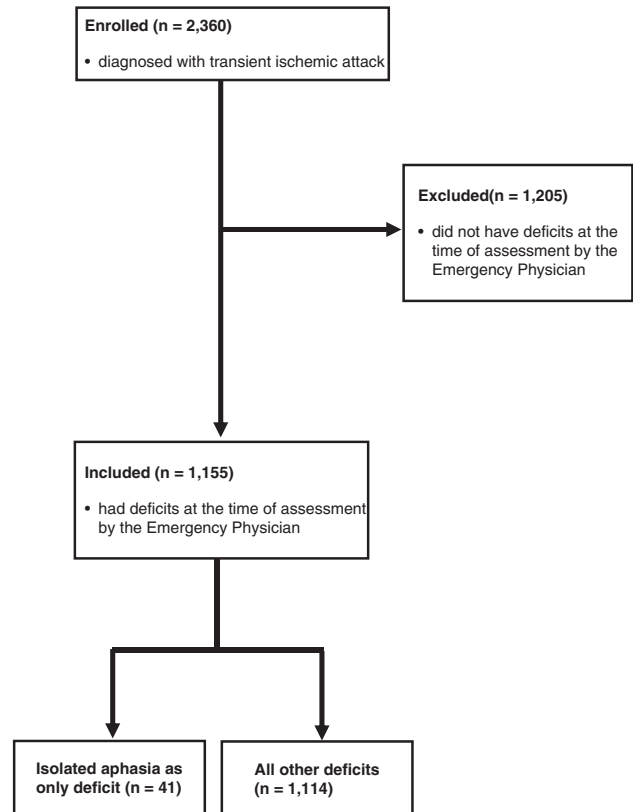 Enrolled (n = 2,360)
• diagnosed with transient ischemic attack
Excluded(n = 1,205)
• did not have deficits at the
time of assessment by the
Emergency Physician
Included (n = 1,155)
• had deficits at the time of assessment
by the Emergency Physician
Isolated aphasia as
only deficit (n = 41)
All other deficits
(n = 1,114)